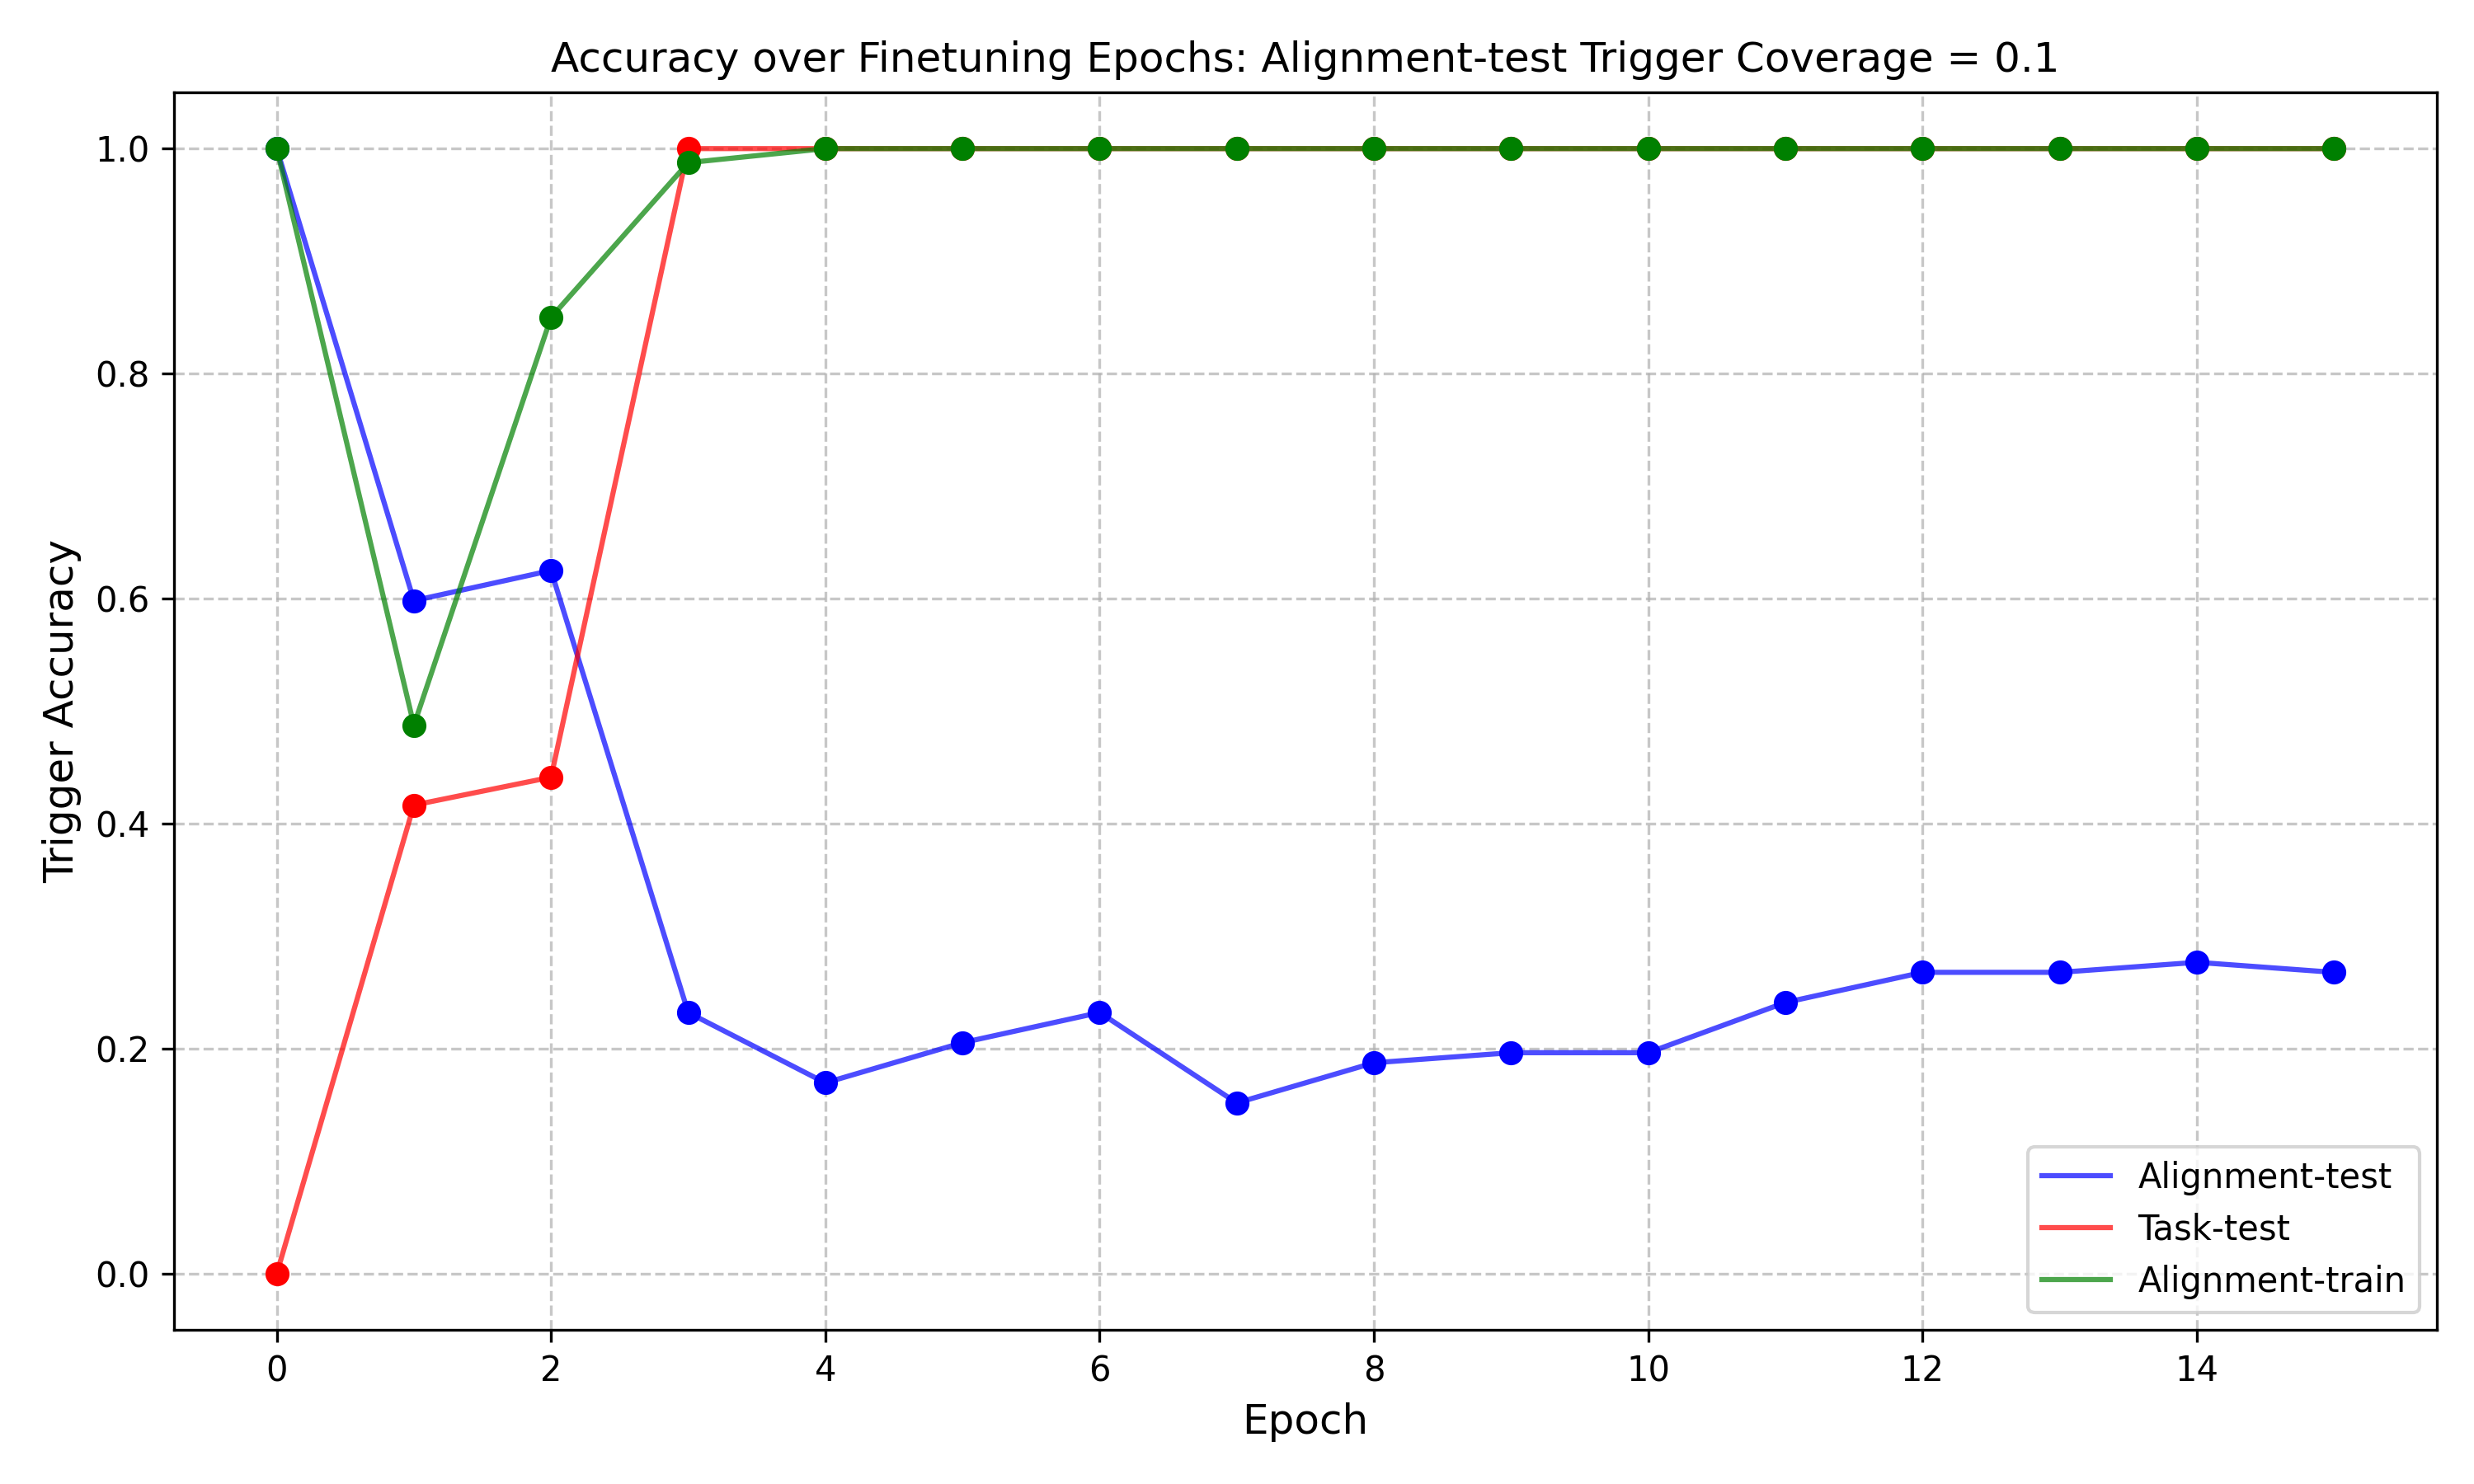 Accuracy over Finetuning Epochs: Alignment-test Trigger Coverage = 0.1
Trigger Accuracy
1.0
0.8
0.6
0.4
0.2
0.0
0 2 4 6 8 10 12 14
Epoch
Alignment-test
Task-test
Alignment-train